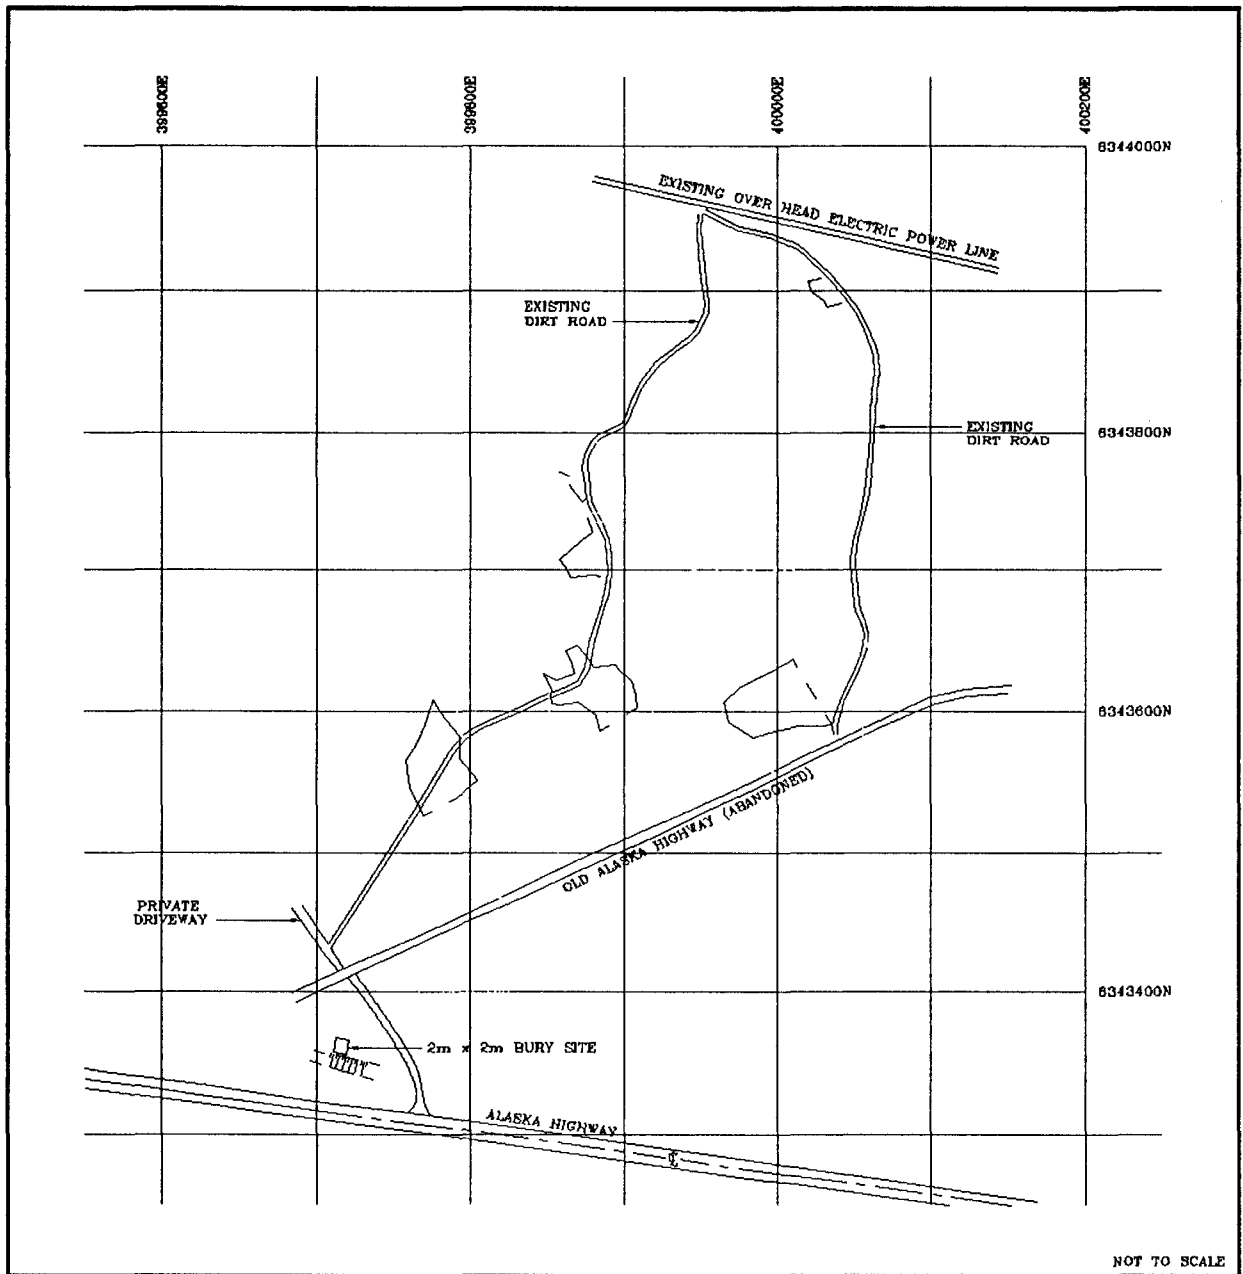 399600E
399800E
400000E
400200E
6344000N
EXISTING OVER HEAD ELECTRIC POWER LINE
EXISTING
DIRT ROAD
EXISTING
DIRT ROAD
6343800N
6343600N
OLD ALASKA HIGHWAY (ABANDONED)
PRIVATE
DRIVEWAY
6343400N
2m x 2m BURY SITE
ALASKA HIGHWAY
NOT TO SCALE